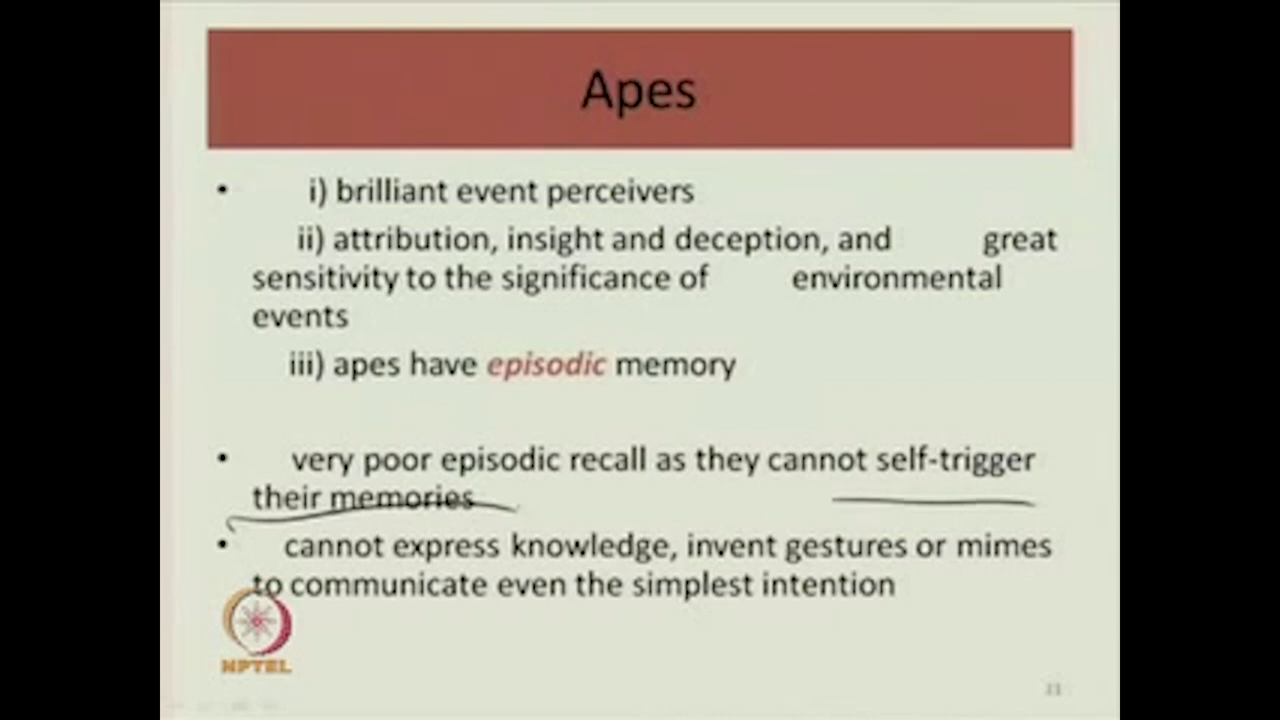 Apes
• i) brilliant event perceivers
ii) attribution, insight and deception, and great
sensitivity to the significance of environmental
events
iii) apes have episodic memory
• very poor episodic recall as they cannot self-trigger
their memories
• cannot express knowledge, invent gestures or mimes
to communicate even the simplest intention
NPTEL